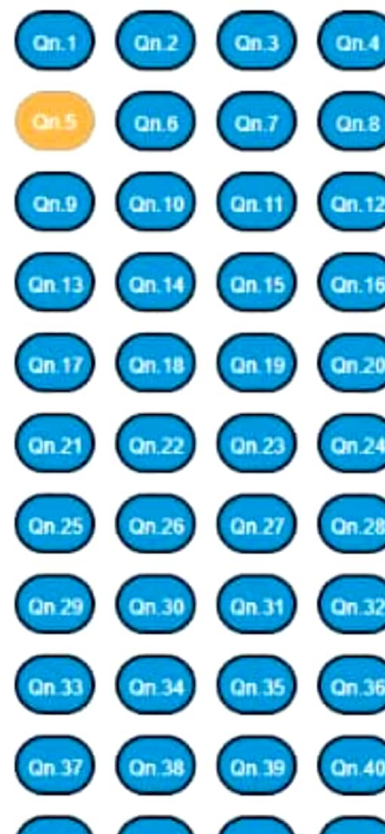 Qn.1 Qn.2 Qn.3 Qn.4
Qn.5 Qn.6 Qn.7 Qn.8
Qn.9 Qn.10 Qn.11 Qn.12
Qn.13 Qn.14 Qn.15 Qn.16
Qn.17 Qn.18 Qn.19 Qn.20
Qn.21 Qn.22 Qn.23 Qn.24
Qn.25 Qn.26 Qn.27 Qn.28
Qn.29 Qn.30 Qn.31 Qn.32
Qn.33 Qn.34 Qn.35 Qn.36
Qn.37 Qn.38 Qn.39 Qn.40